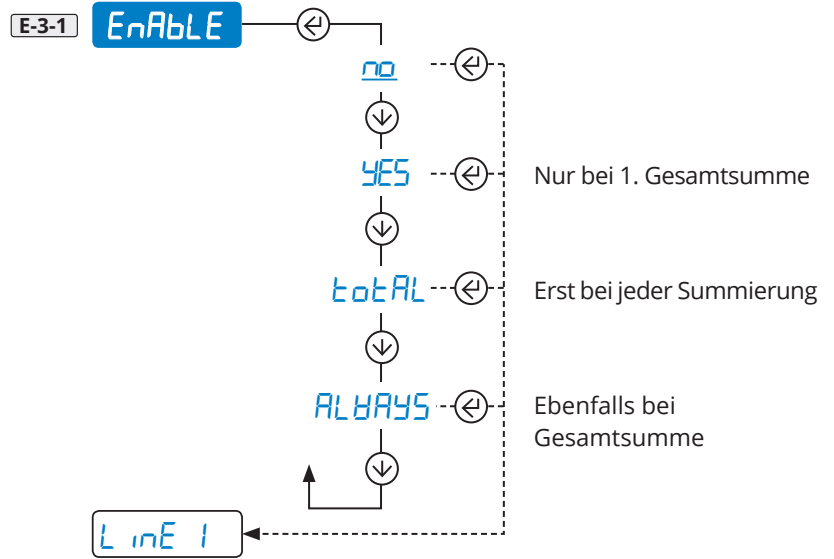 E-3-1 EnAbLE
no
YES Nur bei 1. Gesamtsumme
totAL Erst bei jeder Summierung
ALWAYS Ebenfalls bei
Gesamtsumme
LinE 1